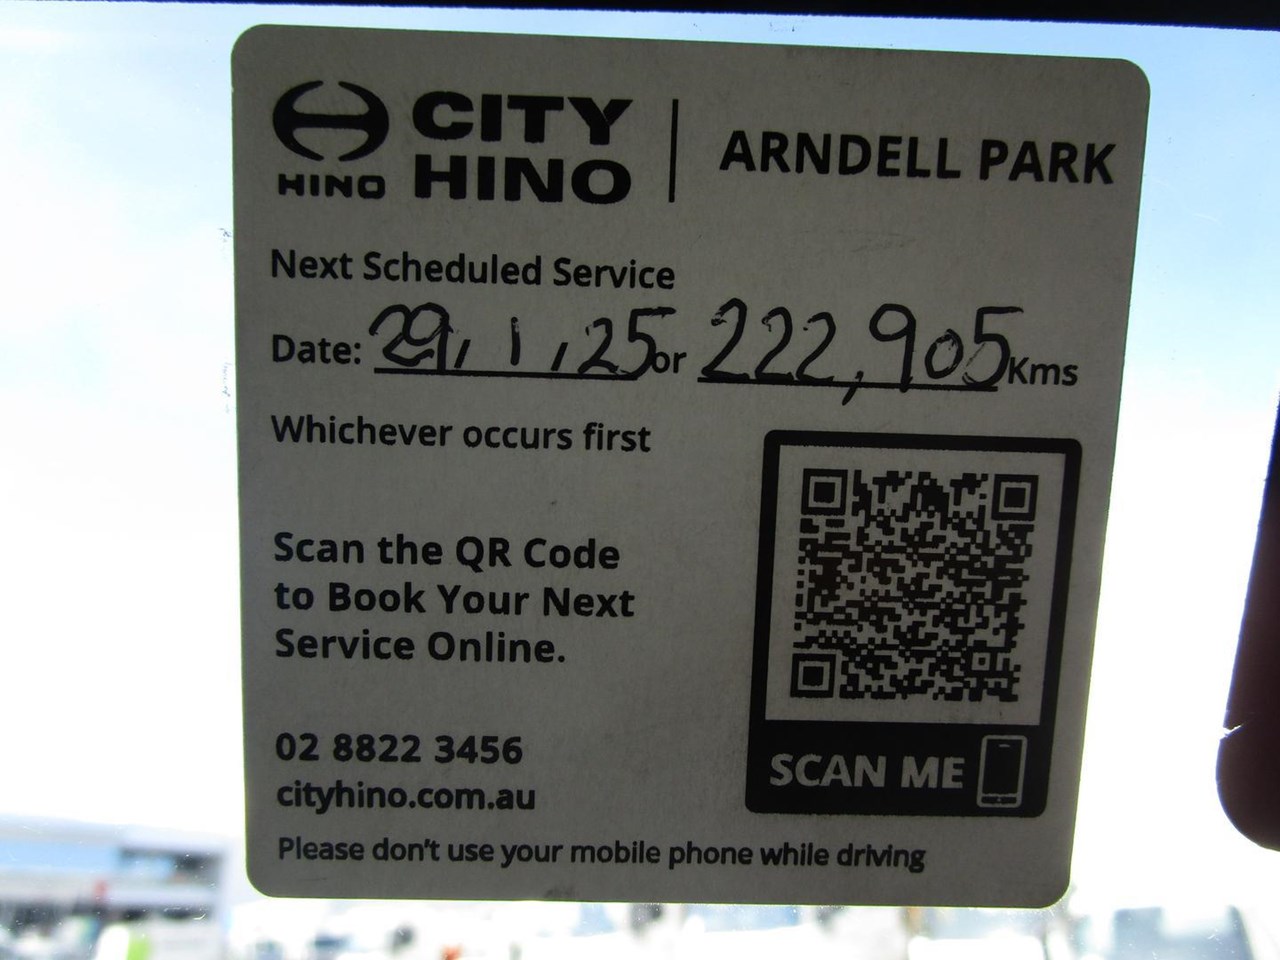 HINO CITY HINO | ARNDELL PARK
Next Scheduled Service
Date: 29, 1, 25 or 222,905 Kms
Whichever occurs first
Scan the QR Code
to Book Your Next
Service Online.
02 8822 3456
cityhino.com.au
SCAN ME
Please don't use your mobile phone while driving